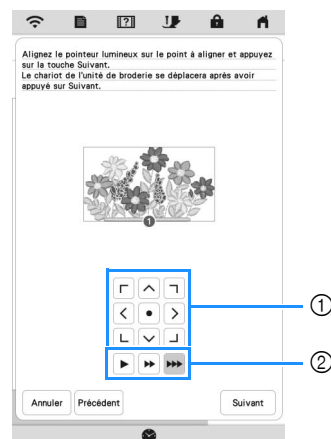 Alignez le pointeur lumineux sur le point à aligner et appuyez
sur la touche Suivant.
Le chariot de l'unité de broderie se déplacera après avoir
appuyé sur Suivant.
1
①
②
Annuler Précédent Suivant